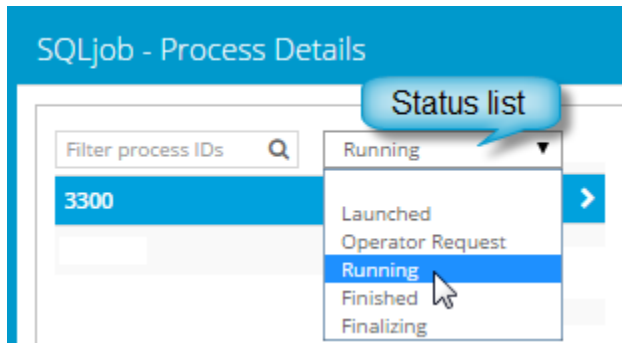 SQLjob - Process Details
Status list
Filter process IDs
Running
3300
Launched
Operator Request
Running
Finished
Finalizing